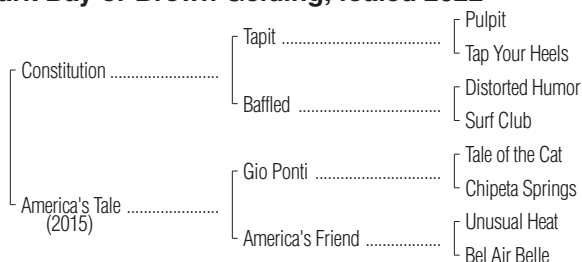 Dark Bay or Brown Gelding; foaled 2022
Pulpit
Tapit ........................................
Tap Your Heels
Constitution ...........................
Distorted Humor
Baffled ...................................
Surf Club
Tale of the Cat
Gio Ponti ...............................
Chipeta Springs
America's Tale .......................
(2015)
Unusual Heat
America's Friend ...................
Bel Air Belle